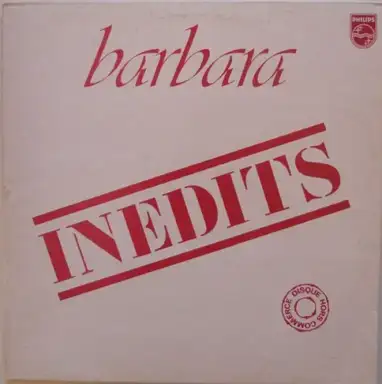 barbara
PHILIPS
INEDITS
DISQUE HORS COMMERCE